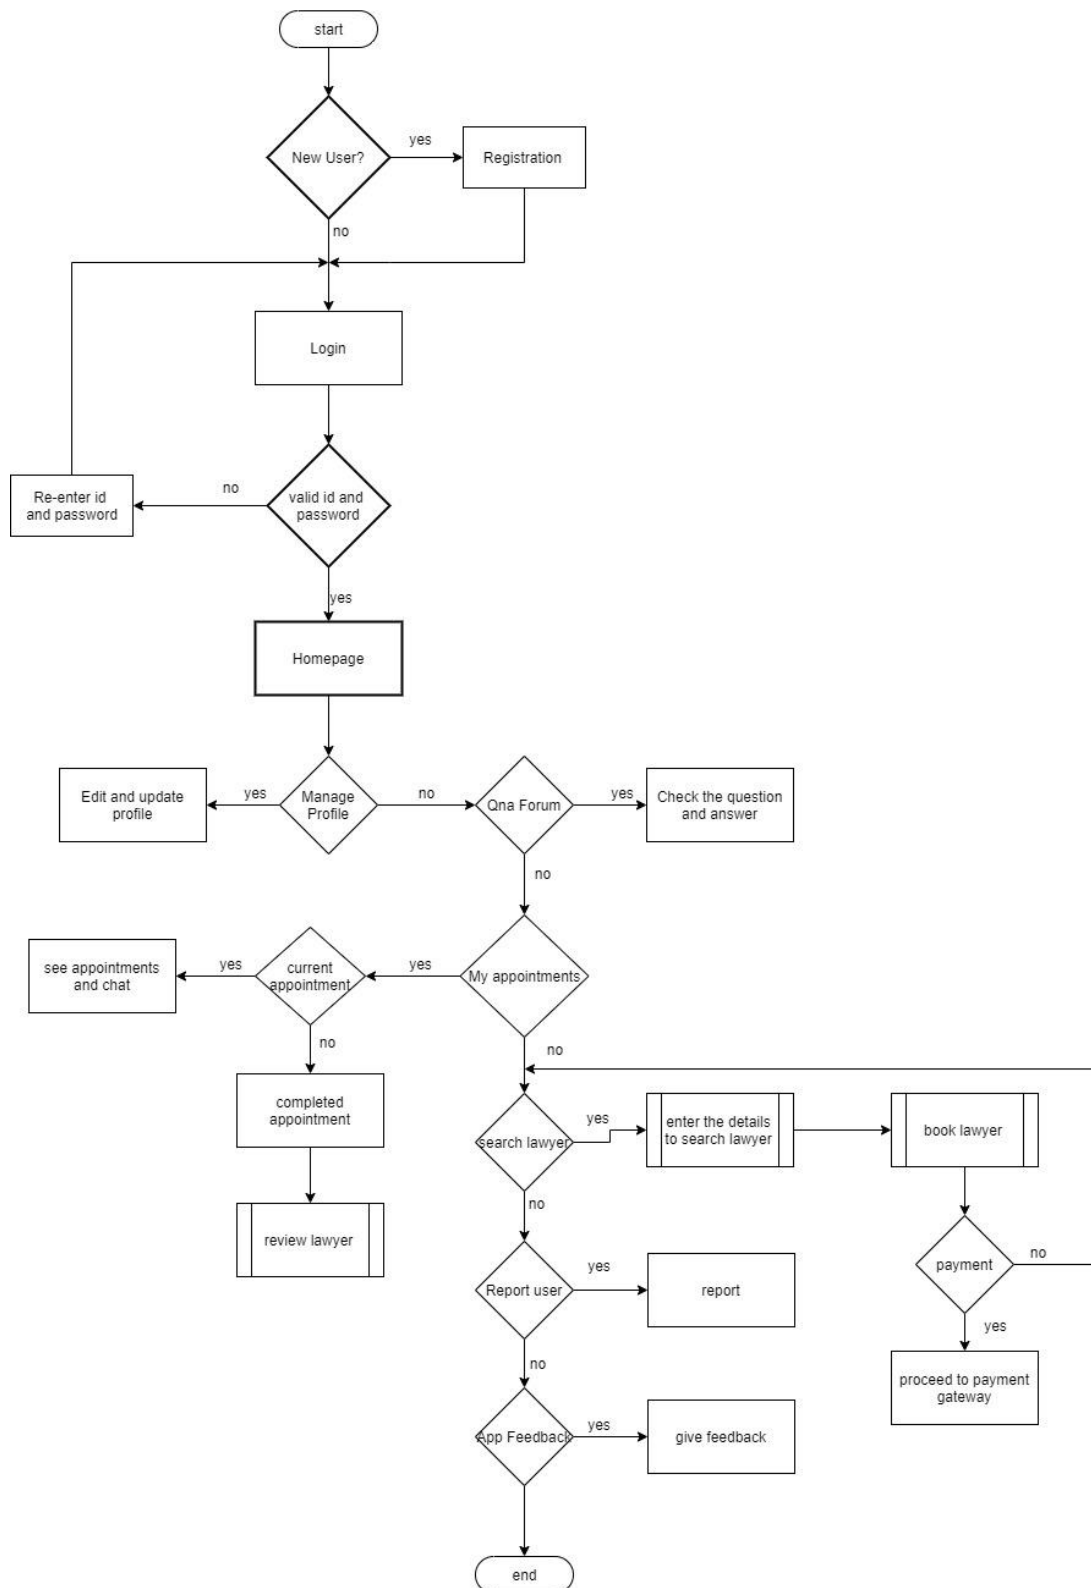 start
New User?
yes
Registration
no
Login
valid id and
password
no
Re-enter id
and password
yes
Homepage
Manage
Profile
yes
Edit and update
profile
no
Qna Forum
yes
Check the question
and answer
no
My appointments
yes
current
appointment
yes
see appointments
and chat
no
completed
appointment
review lawyer
no
search lawyer
yes
enter the details
to search lawyer
book lawyer
payment
no
yes
proceed to payment
gateway
no
Report user
yes
report
no
App Feedback
yes
give feedback
end